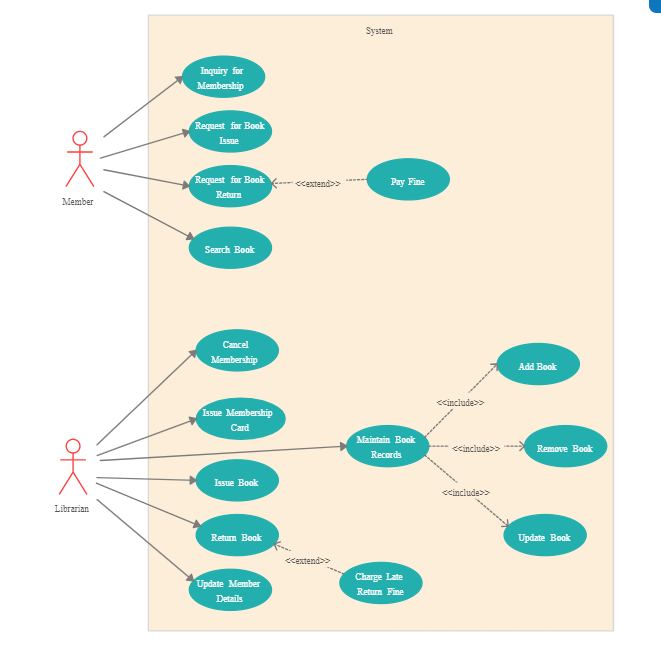 System
Inquiry for
Membership
Request for Book
Issue
Request for Book
Return
<<extend>>
Pay Fine
Member
Search Book
Cancel
Membership
Add Book
<<include>>
Issue Membership
Card
Maintain Book
Records
<<include>>
Remove Book
Issue Book
<<include>>
Librarian
Return Book
Update Book
<<extend>>
Update Member
Details
Charge Late
Return Fine